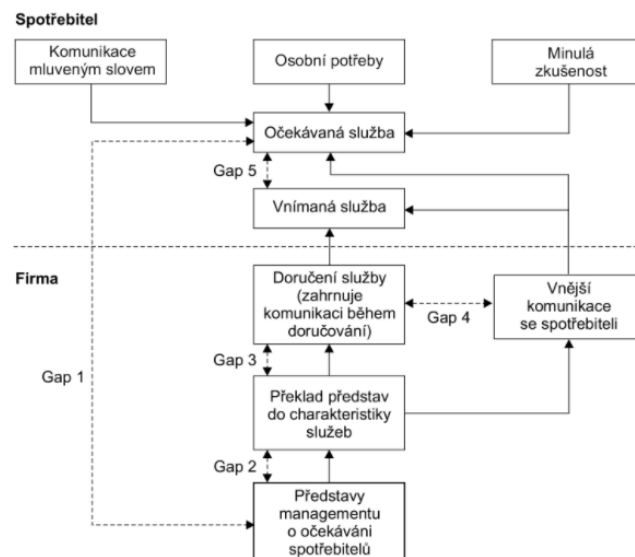 Spotřebitel
Komunikace
mluveným slovem
Osobní potřeby
Minulá
zkušenost
Očekávaná služba
Gap 5
Vnímaná služba
Firma
Doručení služby
(zahrnuje
komunikaci během
doručování)
Gap 4
Vnější
komunikace
se spotřebiteli
Gap 3
Gap 1
Překlad představ
do charakteristiky
služeb
Gap 2
Představy
managementu
o očekáváni
spotřebitelů